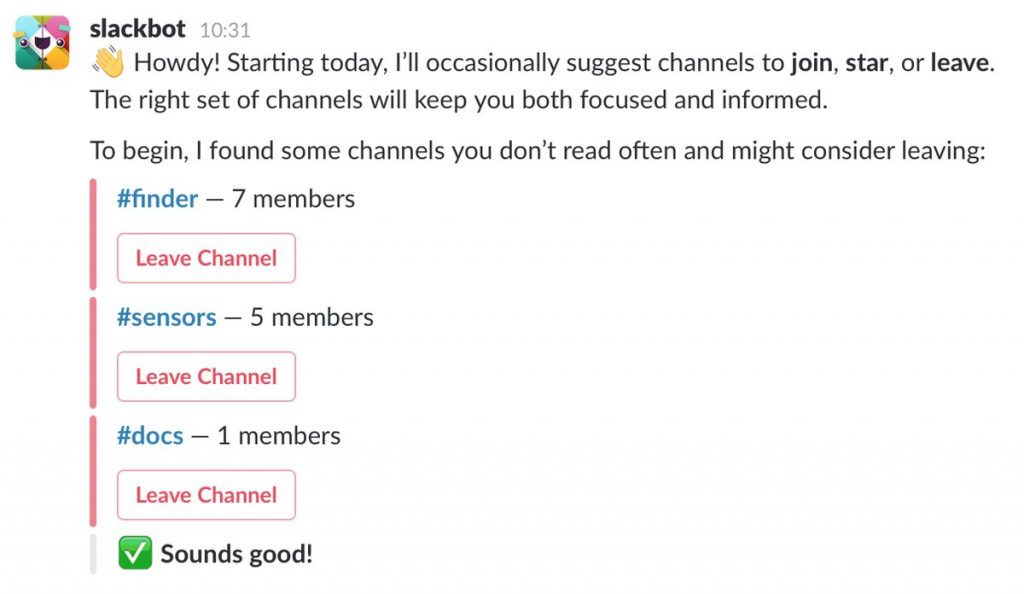 slackbot 10:31
👋 Howdy! Starting today, I’ll occasionally suggest channels to join, star, or leave.
The right set of channels will keep you both focused and informed.
To begin, I found some channels you don’t read often and might consider leaving:
#finder — 7 members
Leave Channel
#sensors — 5 members
Leave Channel
#docs — 1 members
Leave Channel
✅ Sounds good!